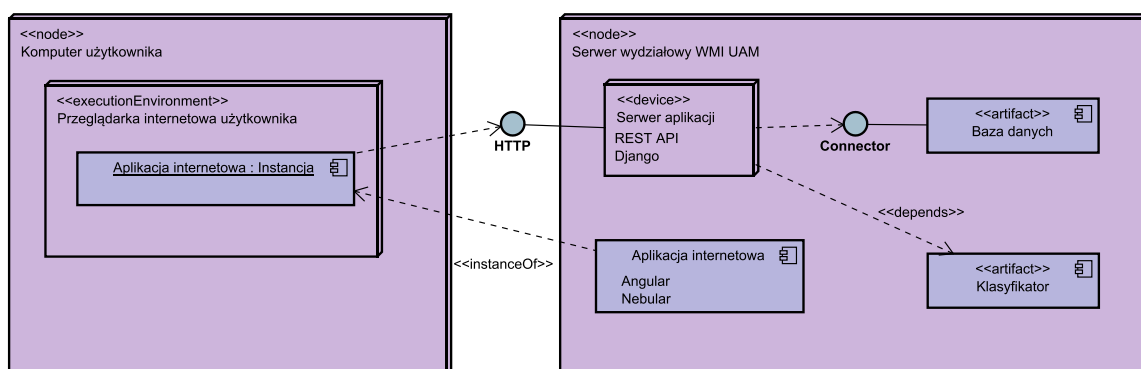 <<node>>
Komputer użytkownika
<<executionEnvironment>>
Przeglądarka internetowa użytkownika
Aplikacja internetowa : Instancja
HTTP
<<instanceOf>>
<<node>>
Serwer wydziałowy WMI UAM
<<device>>
Serwer aplikacji
REST API
Django
Connector
<<artifact>>
Baza danych
<<depends>>
Aplikacja internetowa
Angular
Nebular
<<artifact>>
Klasyfikator